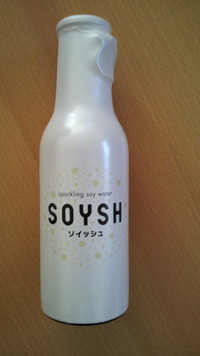 sparkling soy water
SOYSH
ソイッシュ